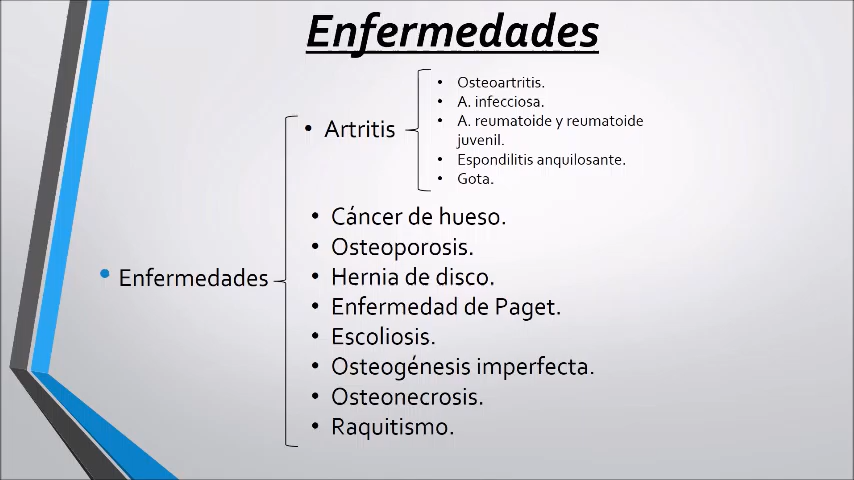 Enfermedades
• Osteoartritis.
• A. infecciosa.
• A. reumatoide y reumatoide
juvenil.
• Espondilitis anquilosante.
• Gota.
• Artritis
• Cáncer de hueso.
• Osteoporosis.
• Hernia de disco.
• Enfermedad de Paget.
• Escoliosis.
• Osteogénesis imperfecta.
• Osteonecrosis.
• Raquitismo.
• Enfermedades